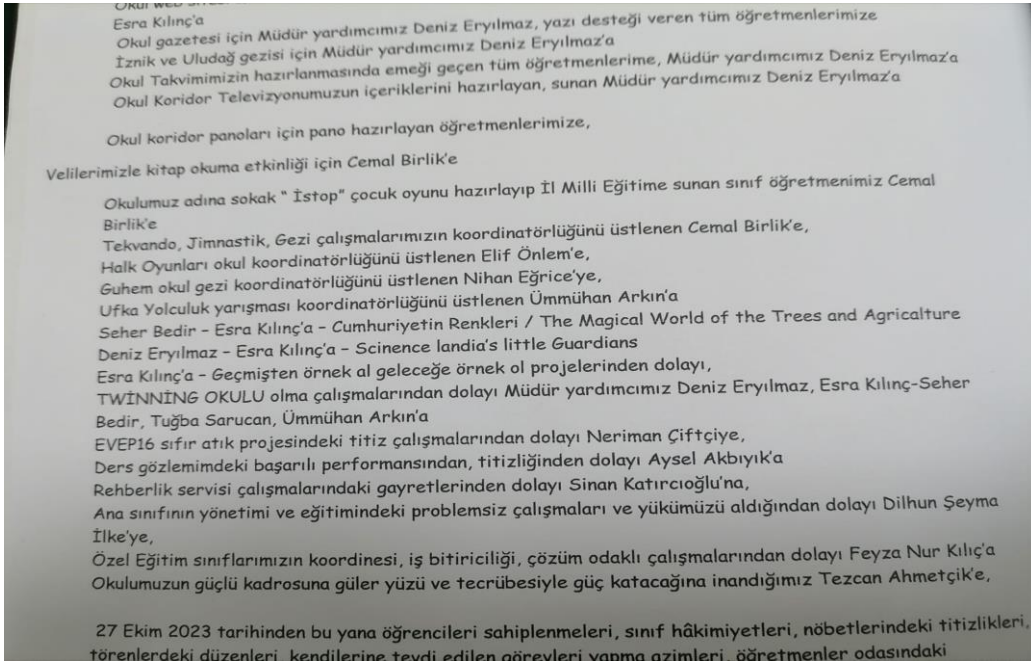 Okul web
Esra Kılınç'a
Okul gazetesi için Müdür yardımcımız Deniz Eryılmaz, yazı desteği veren tüm öğretmenlerimize
İznik ve Uludağ gezisi için Müdür yardımcımız Deniz Eryılmaz'a
Okul Takvimimizin hazırlanmasında emeği geçen tüm öğretmenlerime, Müdür yardımcımız Deniz Eryılmaz'a
Okul Koridor Televizyonumuzun içeriklerini hazırlayan, sunan Müdür yardımcımız Deniz Eryılmaz'a
Okul koridor panoları için pano hazırlayan öğretmenlerimize,
Velilerimizle kitap okuma etkinliği için Cemal Birlik'e
Okulumuz adına sokak " İstop" çocuk oyunu hazırlayıp İl Milli Eğitime sunan sınıf öğretmenimiz Cemal
Birlik'e
Tekvando, Jimnastik, Gezi çalışmalarımızın koordinatörlüğünü üstlenen Cemal Birlik'e,
Halk Oyunları okul koordinatörlüğünü üstlenen Elif Önlem'e,
Guhem okul gezi koordinatörlüğünü üstlenen Nihan Eğrice'ye,
Ufka Yolculuk yarışması koordinatörlüğünü üstlenen Ümmühan Arkın'a
Seher Bedir – Esra Kılınç'a – Cumhuriyetin Renkleri / The Magical World of the Trees and Agricalture
Deniz Eryılmaz – Esra Kılınç'a – Scinence landia's little Guardians
Esra Kılınç'a – Geçmişten örnek al geleceğe örnek ol projelerinden dolayı,
TWİNNİNG OKULU olma çalışmalarından dolayı Müdür yardımcımız Deniz Eryılmaz, Esra Kılınç-Seher
Bedir, Tuğba Sarucan, Ümmühan Arkın'a
EVEP16 sıfır atık projesindeki titiz çalışmalarından dolayı Neriman Çiftçiye,
Ders gözlemimdeki başarılı performansından, titizliğinden dolayı Aysel Akbıyık'a
Rehberlik servisi çalışmalarındaki gayretlerinden dolayı Sinan Katırcıoğlu'na,
Ana sınıfının yönetimi ve eğitimindeki problemsiz çalışmaları ve yükümüzü aldığından dolayı Dilhun Şeyma
İlke'ye,
Özel Eğitim sınıflarımızın koordinesi, iş bitiriciliği, çözüm odaklı çalışmalarından dolayı Feyza Nur Kılıç'a
Okulumuzun güçlü kadrosuna güler yüzü ve tecrübesiyle güç katacağına inandığımız Tezcan Ahmetçik'e,
27 Ekim 2023 tarihinden bu yana öğrencileri sahiplenmeleri, sınıf hâkimiyetleri, nöbetlerindeki titizlikleri,
törenlerdeki düzenleri, kendilerine tevdi edilen görevleri yapma azimleri, öğretmenler odasındaki